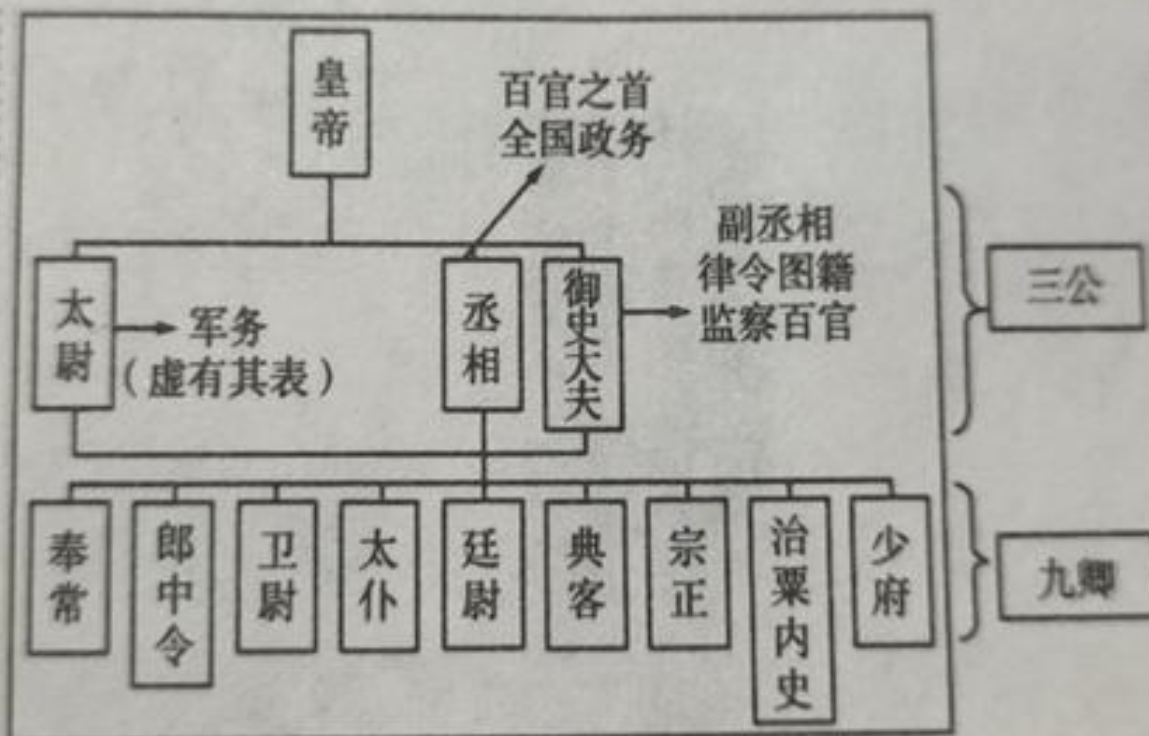 皇帝
百官之首
全国政务
副丞相
律令图籍
监察百官
太尉
军务
（虚有其表）
丞相
御史大夫
三公
奉常
郎中令
卫尉
太仆
廷尉
典客
宗正
治粟内史
少府
九卿